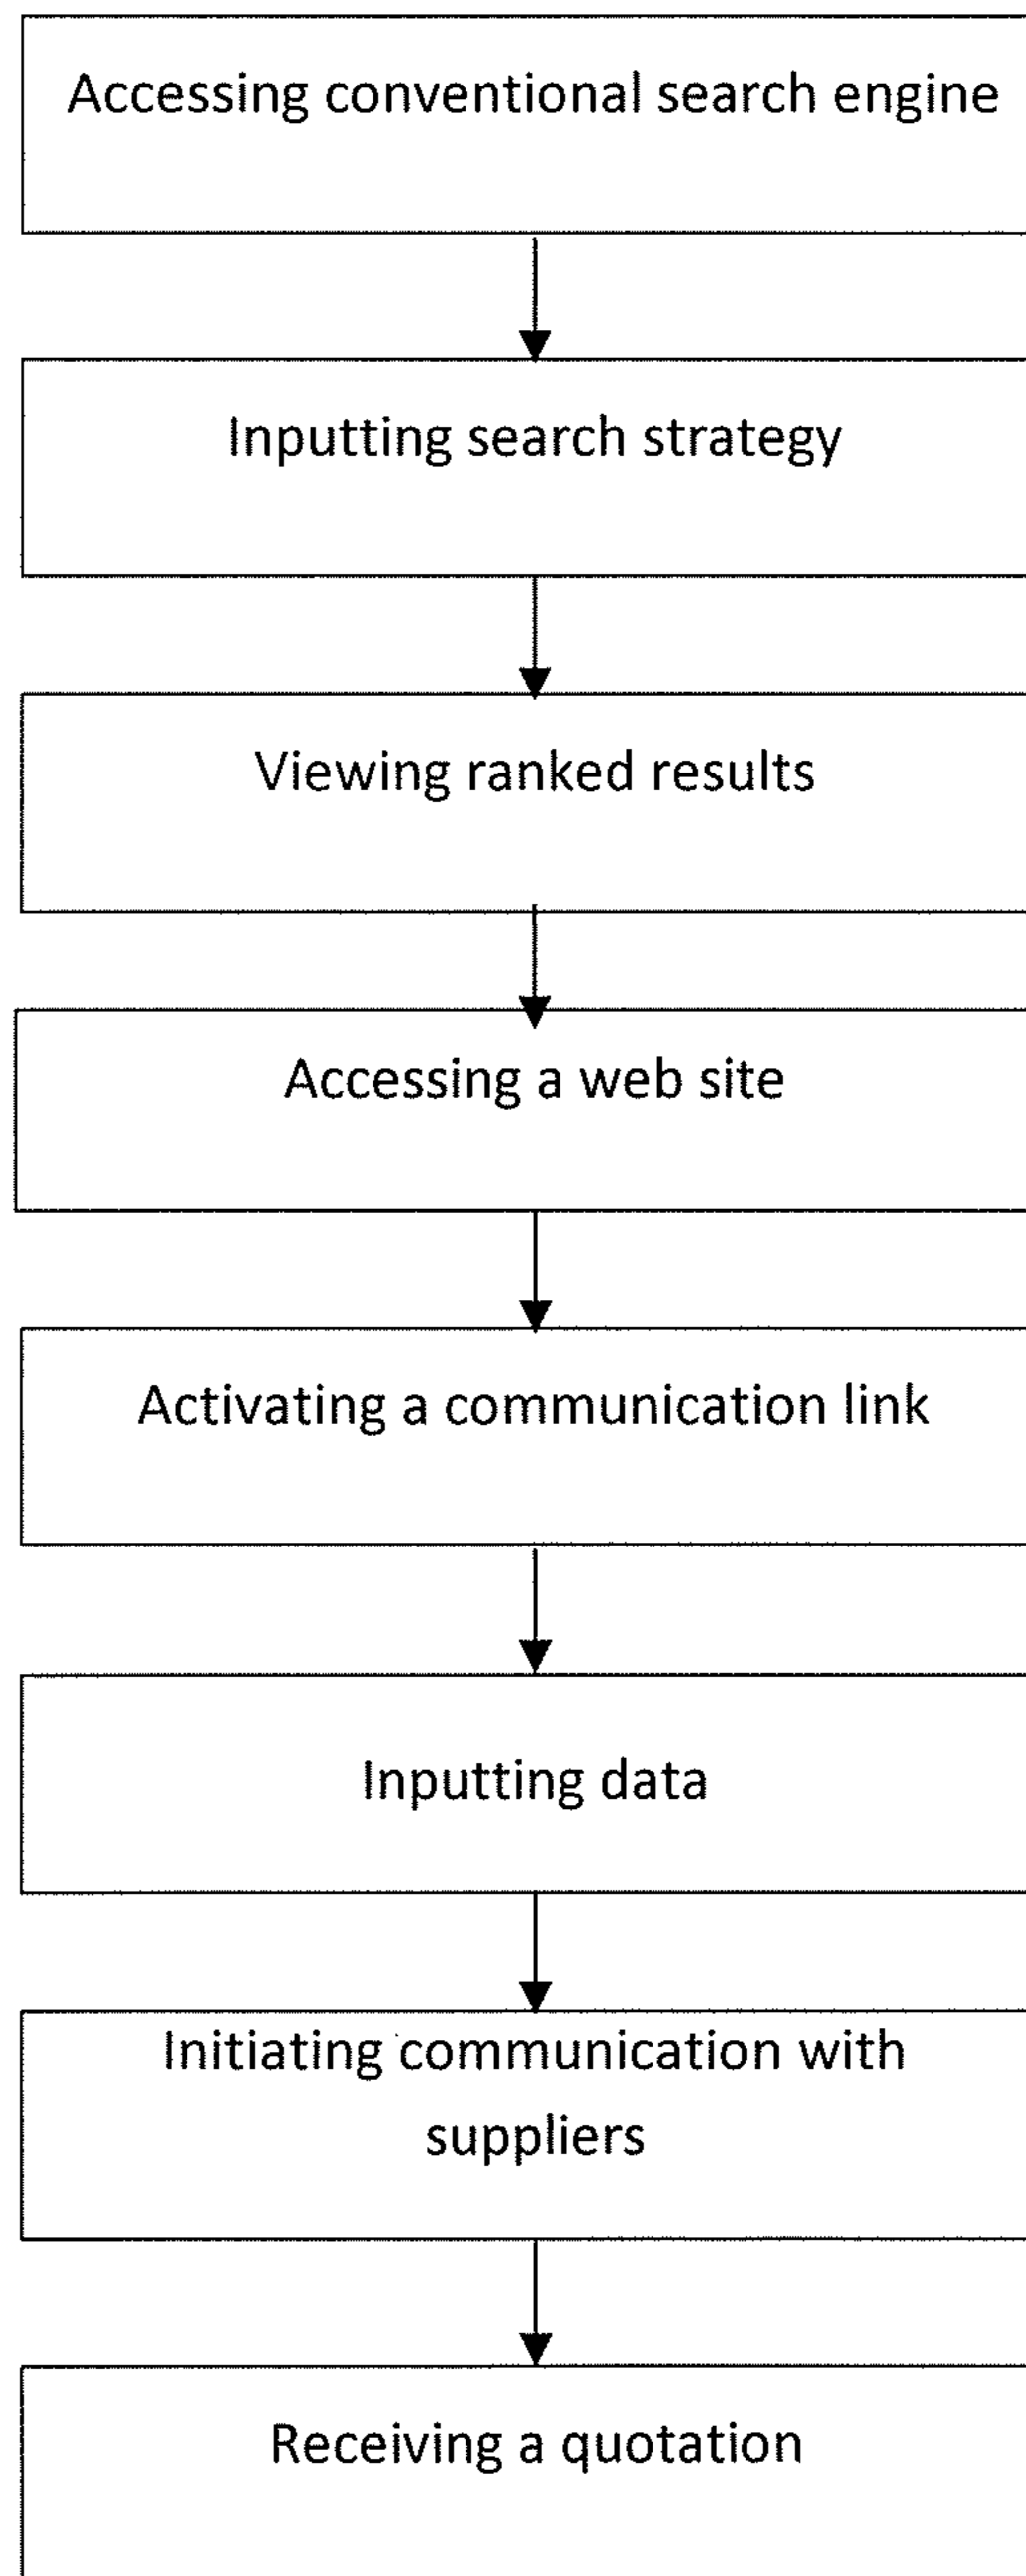 Accessing conventional search engine
Inputting search strategy
Viewing ranked results
Accessing a web site
Activating a communication link
Inputting data
Initiating communication with
suppliers
Receiving a quotation